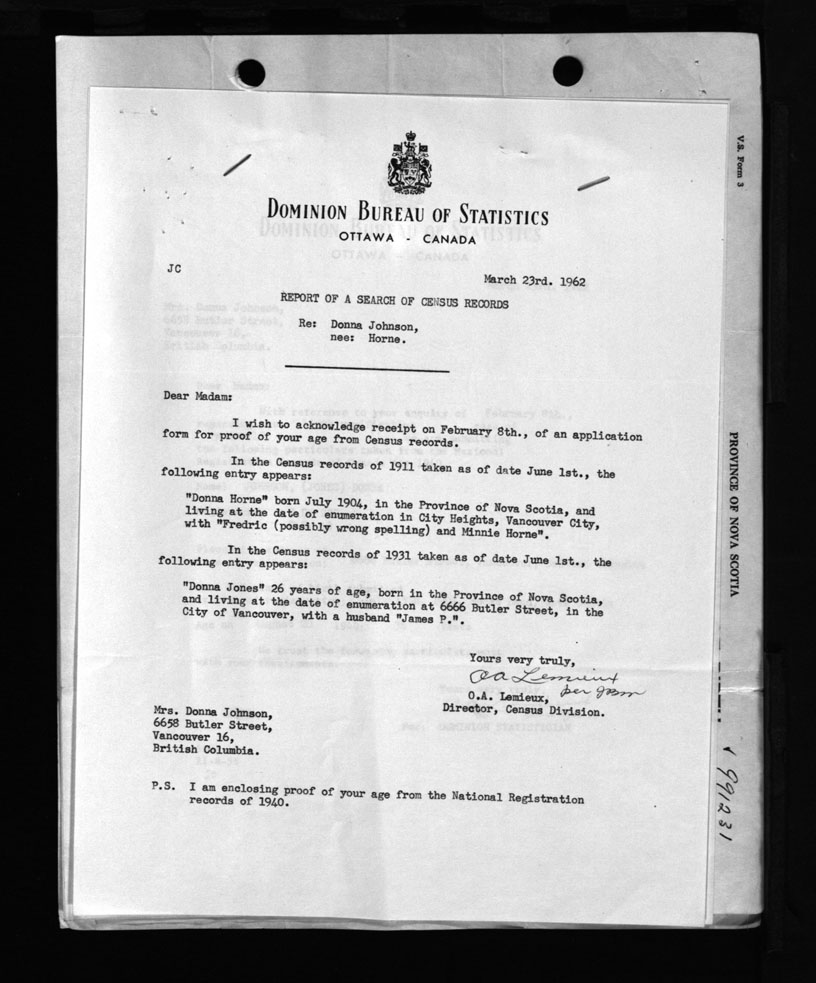 DOMINION BUREAU OF STATISTICS
OTTAWA - CANADA
JC
March 23rd. 1962
REPORT OF A SEARCH OF CENSUS RECORDS
Re: Donna Johnson,
nee: Horne.
Dear Madam:
I wish to acknowledge receipt on February 8th., of an application
form for proof of your age from Census records.
In the Census records of 1911 taken as of date June 1st., the
following entry appears:
"Donna Horne" born July 1904, in the Province of Nova Scotia, and
living at the date of enumeration in City Heights, Vancouver City,
with "Fredric (possibly wrong spelling) and Minnie Horne".
In the Census records of 1931 taken as of date June 1st., the
following entry appears:
"Donna Jones" 26 years of age, born in the Province of Nova Scotia,
and living at the date of enumeration at 6666 Butler Street, in the
City of Vancouver, with a husband "James P.".
Yours very truly,
O A Lemieux
per
O.A. Lemieux,
Director, Census Division.
Mrs. Donna Johnson,
6658 Butler Street,
Vancouver 16,
British Columbia.
P.S. I am enclosing proof of your age from the National Registration
records of 1940.
V.S. Form 3
PROVINCE OF NOVA SCOTIA
991231